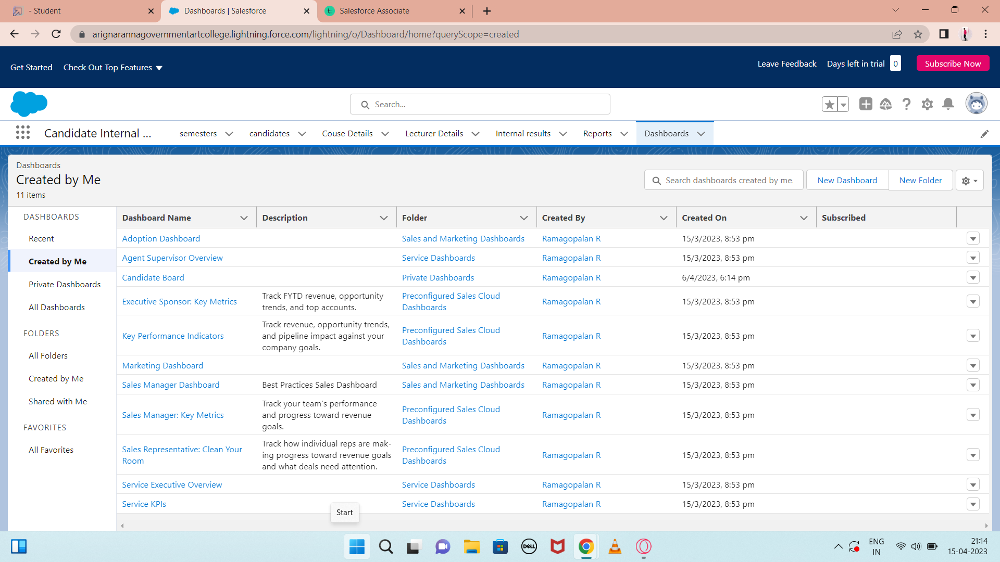 - Student
Dashboards | Salesforce
t:
Salesforce Associate
arignarannagovernmentartcollege.lightning.force.com/lightning/o/Dashboard/home?queryScope=created
Get Started
Check Out Top Features
Leave Feedback
Days left in trial
0
Subscribe Now
Search...
Candidate Internal ...
semesters
candidates
Couse Details
Lecturer Details
Internal results
Reports
Dashboards
Dashboards
Created by Me
11 items
Search dashboards created by me
New Dashboard
New Folder
DASHBOARDS
Recent
Created by Me
Private Dashboards
All Dashboards
FOLDERS
All Folders
Created by Me
Shared with Me
FAVORITES
All Favorites
Dashboard Name
Description
Folder
Created By
Created On
Subscribed
Adoption Dashboard
Sales and Marketing Dashboards
Ramagopalan R
15/3/2023, 8:53 pm
Agent Supervisor Overview
Service Dashboards
Ramagopalan R
15/3/2023, 8:53 pm
Candidate Board
Private Dashboards
Ramagopalan R
6/4/2023, 6:14 pm
Executive Sponsor: Key Metrics
Track FYTD revenue, opportunity
trends, and top accounts.
Preconfigured Sales Cloud
Dashboards
Ramagopalan R
15/3/2023, 8:53 pm
Key Performance Indicators
Track revenue, opportunity trends,
and pipeline impact against your
company goals.
Preconfigured Sales Cloud
Dashboards
Ramagopalan R
15/3/2023, 8:53 pm
Marketing Dashboard
Sales and Marketing Dashboards
Ramagopalan R
15/3/2023, 8:53 pm
Sales Manager Dashboard
Best Practices Sales Dashboard
Sales and Marketing Dashboards
Ramagopalan R
15/3/2023, 8:53 pm
Sales Manager: Key Metrics
Track your team's performance
and progress toward revenue
goals.
Preconfigured Sales Cloud
Dashboards
Ramagopalan R
15/3/2023, 8:53 pm
Sales Representative: Clean Your
Room
Track how individual reps are mak-
ing progress toward revenue goals
and what deals need attention.
Preconfigured Sales Cloud
Dashboards
Ramagopalan R
15/3/2023, 8:53 pm
Service Executive Overview
Service Dashboards
Ramagopalan R
15/3/2023, 8:53 pm
Service KPIs
Service Dashboards
Ramagopalan R
15/3/2023, 8:53 pm
Start
DELL
ENG
IN
21:14
15-04-2023